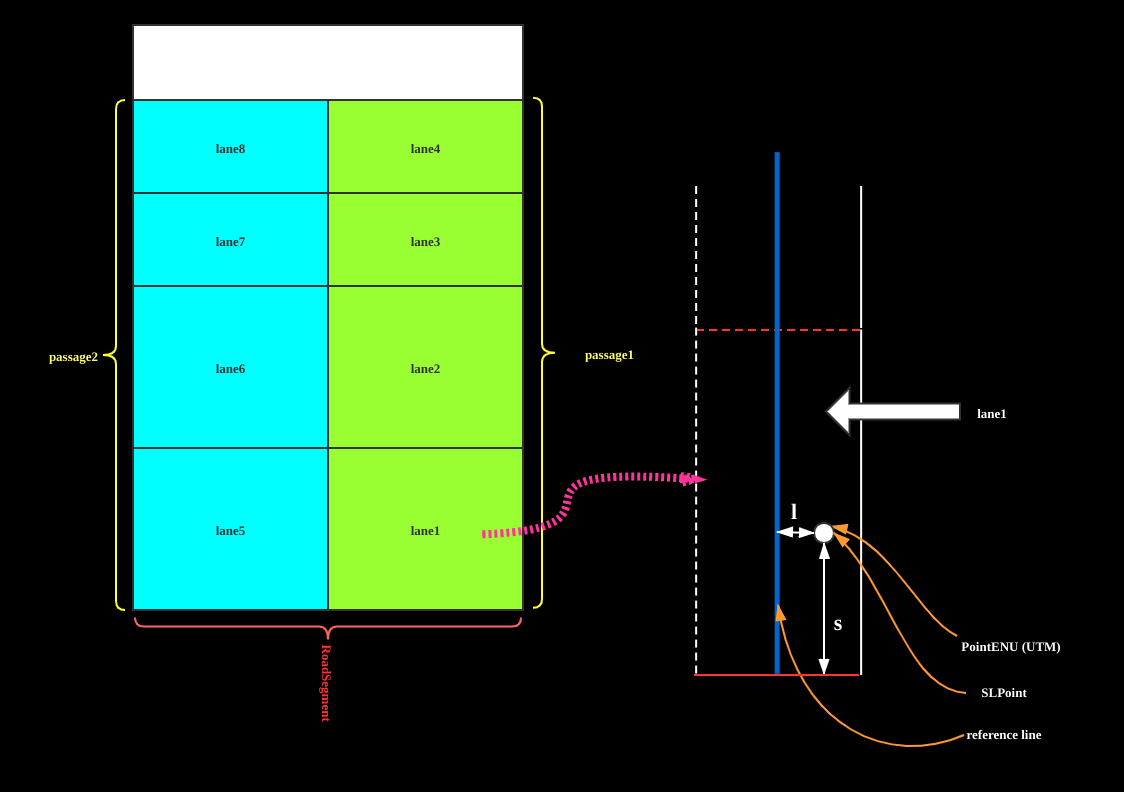 lane8
lane4
lane7
lane3
passage2
lane6
lane2
passage1
lane5
lane1
RoadSegment
lane1
l
s
PointENU (UTM)
SLPoint
reference line